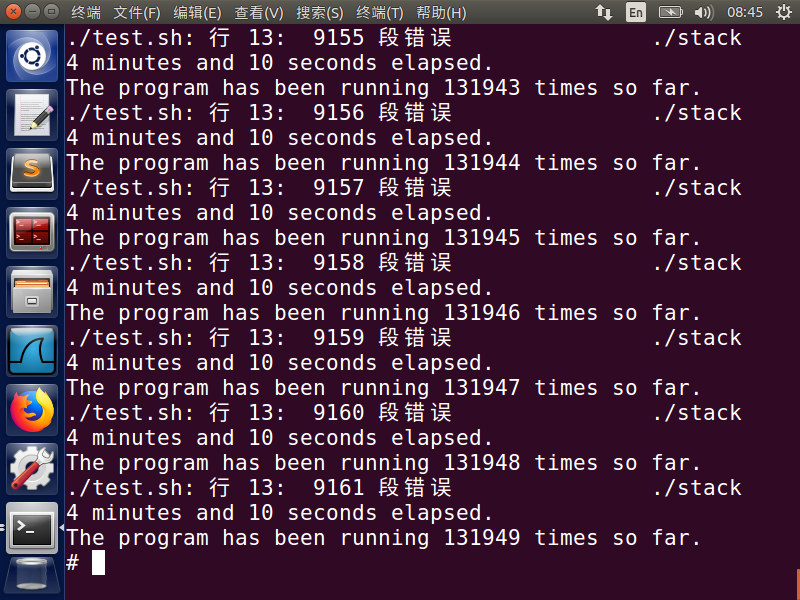 终端 文件(F) 编辑(E) 查看(V) 搜索(S) 终端(T) 帮助(H) En 08:45
./test.sh: 行 13:  9155 段错误               ./stack
4 minutes and 10 seconds elapsed.
The program has been running 131943 times so far.
./test.sh: 行 13:  9156 段错误               ./stack
4 minutes and 10 seconds elapsed.
The program has been running 131944 times so far.
./test.sh: 行 13:  9157 段错误               ./stack
4 minutes and 10 seconds elapsed.
The program has been running 131945 times so far.
./test.sh: 行 13:  9158 段错误               ./stack
4 minutes and 10 seconds elapsed.
The program has been running 131946 times so far.
./test.sh: 行 13:  9159 段错误               ./stack
4 minutes and 10 seconds elapsed.
The program has been running 131947 times so far.
./test.sh: 行 13:  9160 段错误               ./stack
4 minutes and 10 seconds elapsed.
The program has been running 131948 times so far.
./test.sh: 行 13:  9161 段错误               ./stack
4 minutes and 10 seconds elapsed.
The program has been running 131949 times so far.
#